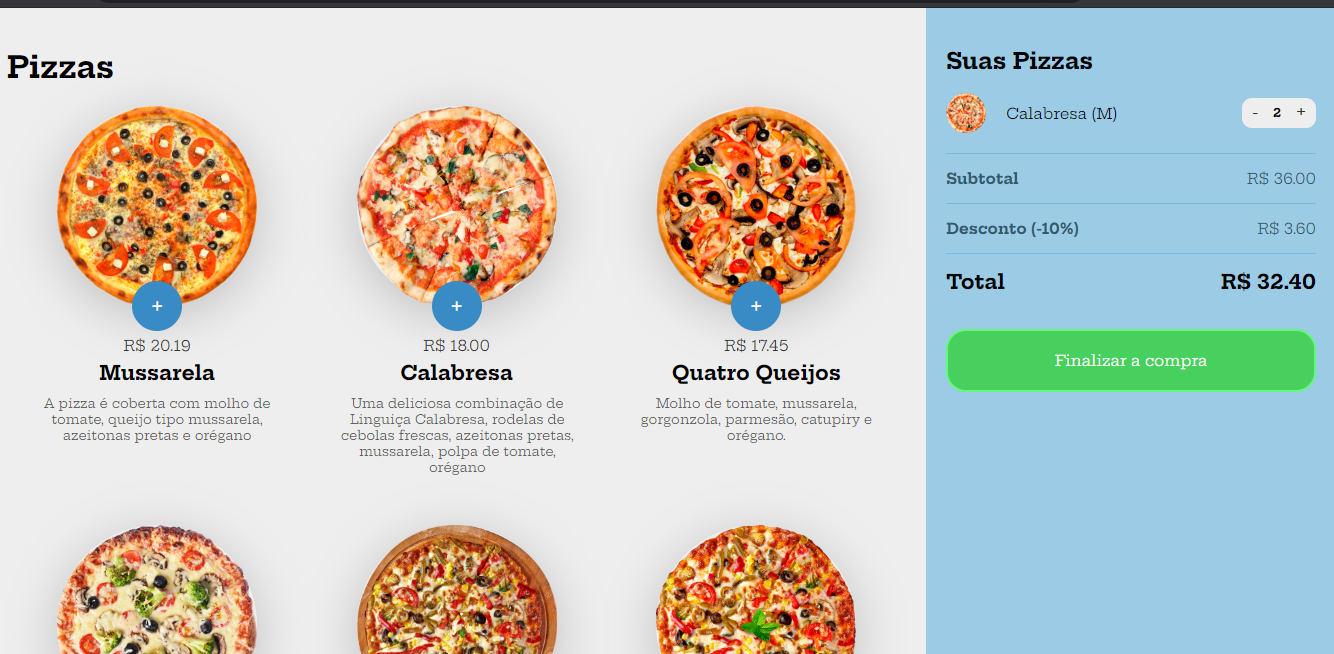 Pizzas
+
R$ 20.19
Mussarela
A pizza é coberta com molho de
tomate, queijo tipo mussarela,
azeitonas pretas e orégano
+
R$ 18.00
Calabresa
Uma deliciosa combinação de
Linguiça Calabresa, rodelas de
cebolas frescas, azeitonas pretas,
mussarela, polpa de tomate,
orégano
+
R$ 17.45
Quatro Queijos
Molho de tomate, mussarela,
gorgonzola, parmesão, catupiry e
orégano.
Suas Pizzas
Calabresa (M) - 2 +
Subtotal R$ 36.00
Desconto (-10%) R$ 3.60
Total R$ 32.40
Finalizar a compra